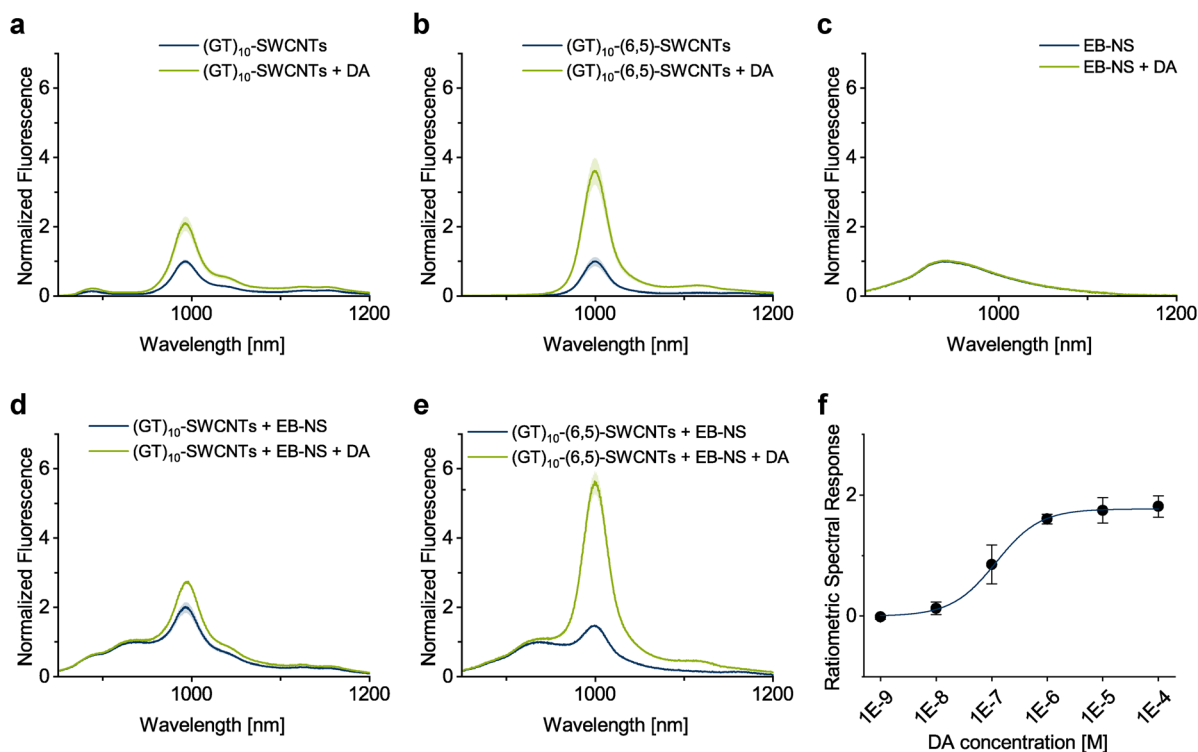 a
(GT)₁₀-SWCNTs
(GT)₁₀-SWCNTs + DA
Normalized Fluorescence
6
4
2
0
1000
1200
Wavelength [nm]
b
(GT)₁₀-(6,5)-SWCNTs
(GT)₁₀-(6,5)-SWCNTs + DA
Normalized Fluorescence
6
4
2
0
1000
1200
Wavelength [nm]
c
EB-NS
EB-NS + DA
Normalized Fluorescence
6
4
2
0
1000
1200
Wavelength [nm]
d
(GT)₁₀-SWCNTs + EB-NS
(GT)₁₀-SWCNTs + EB-NS + DA
Normalized Fluorescence
6
4
2
0
1000
1200
Wavelength [nm]
e
(GT)₁₀-(6,5)-SWCNTs + EB-NS
(GT)₁₀-(6,5)-SWCNTs + EB-NS + DA
Normalized Fluorescence
6
4
2
0
1000
1200
Wavelength [nm]
f
Ratiometric Spectral Response
2
0
1E-9
1E-8
1E-7
1E-6
1E-5
1E-4
DA concentration [M]